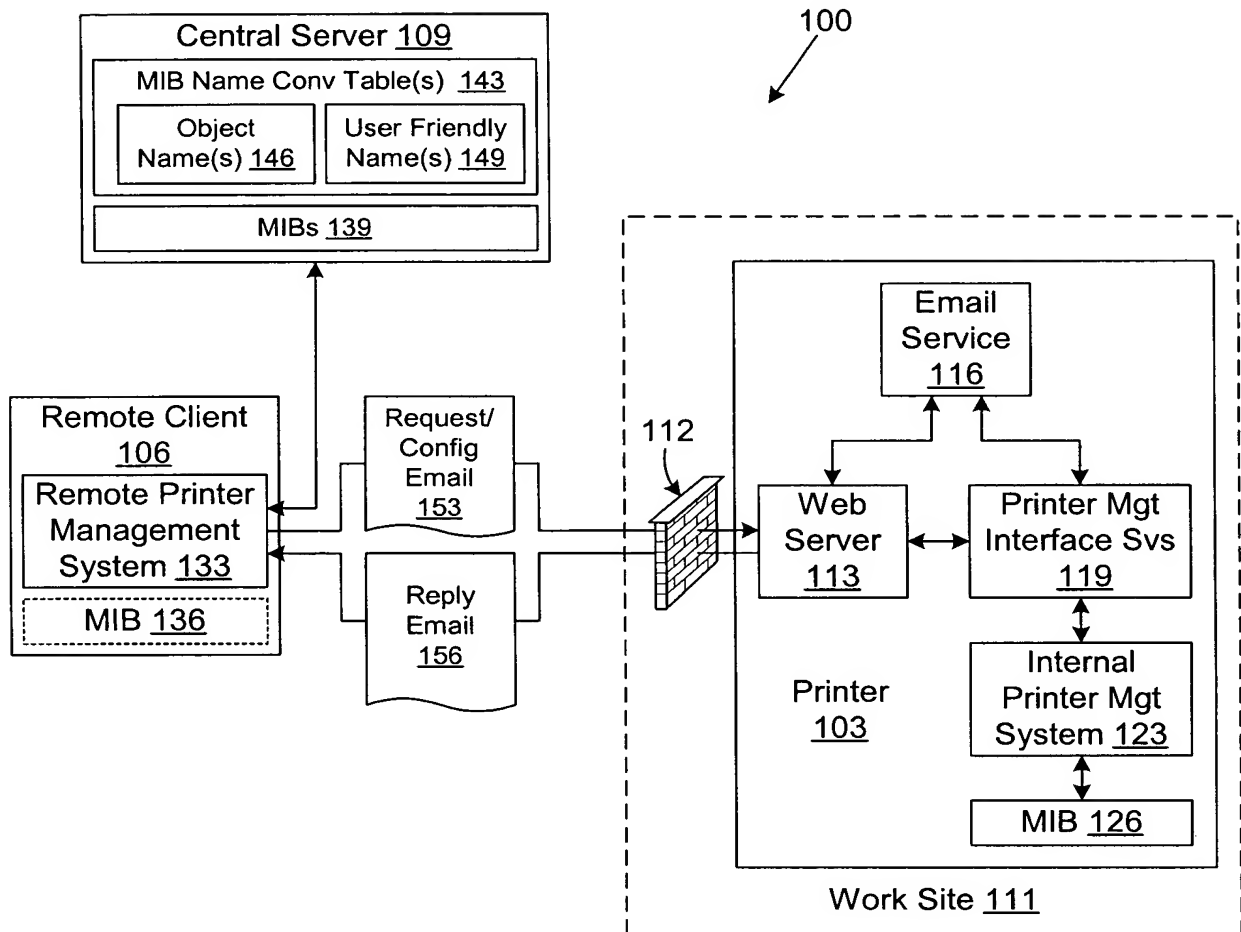 100
Central Server 109
MIB Name Conv Table(s) 143
Object
Name(s) 146
User Friendly
Name(s) 149
MIBs 139
Remote Client
106
Remote Printer
Management
System 133
MIB 136
Request/
Config
Email
153
Reply
Email
156
112
Email
Service
116
Web
Server
113
Printer Mgt
Interface Svs
119
Internal
Printer Mgt
System 123
MIB 126
Printer
103
Work Site 111